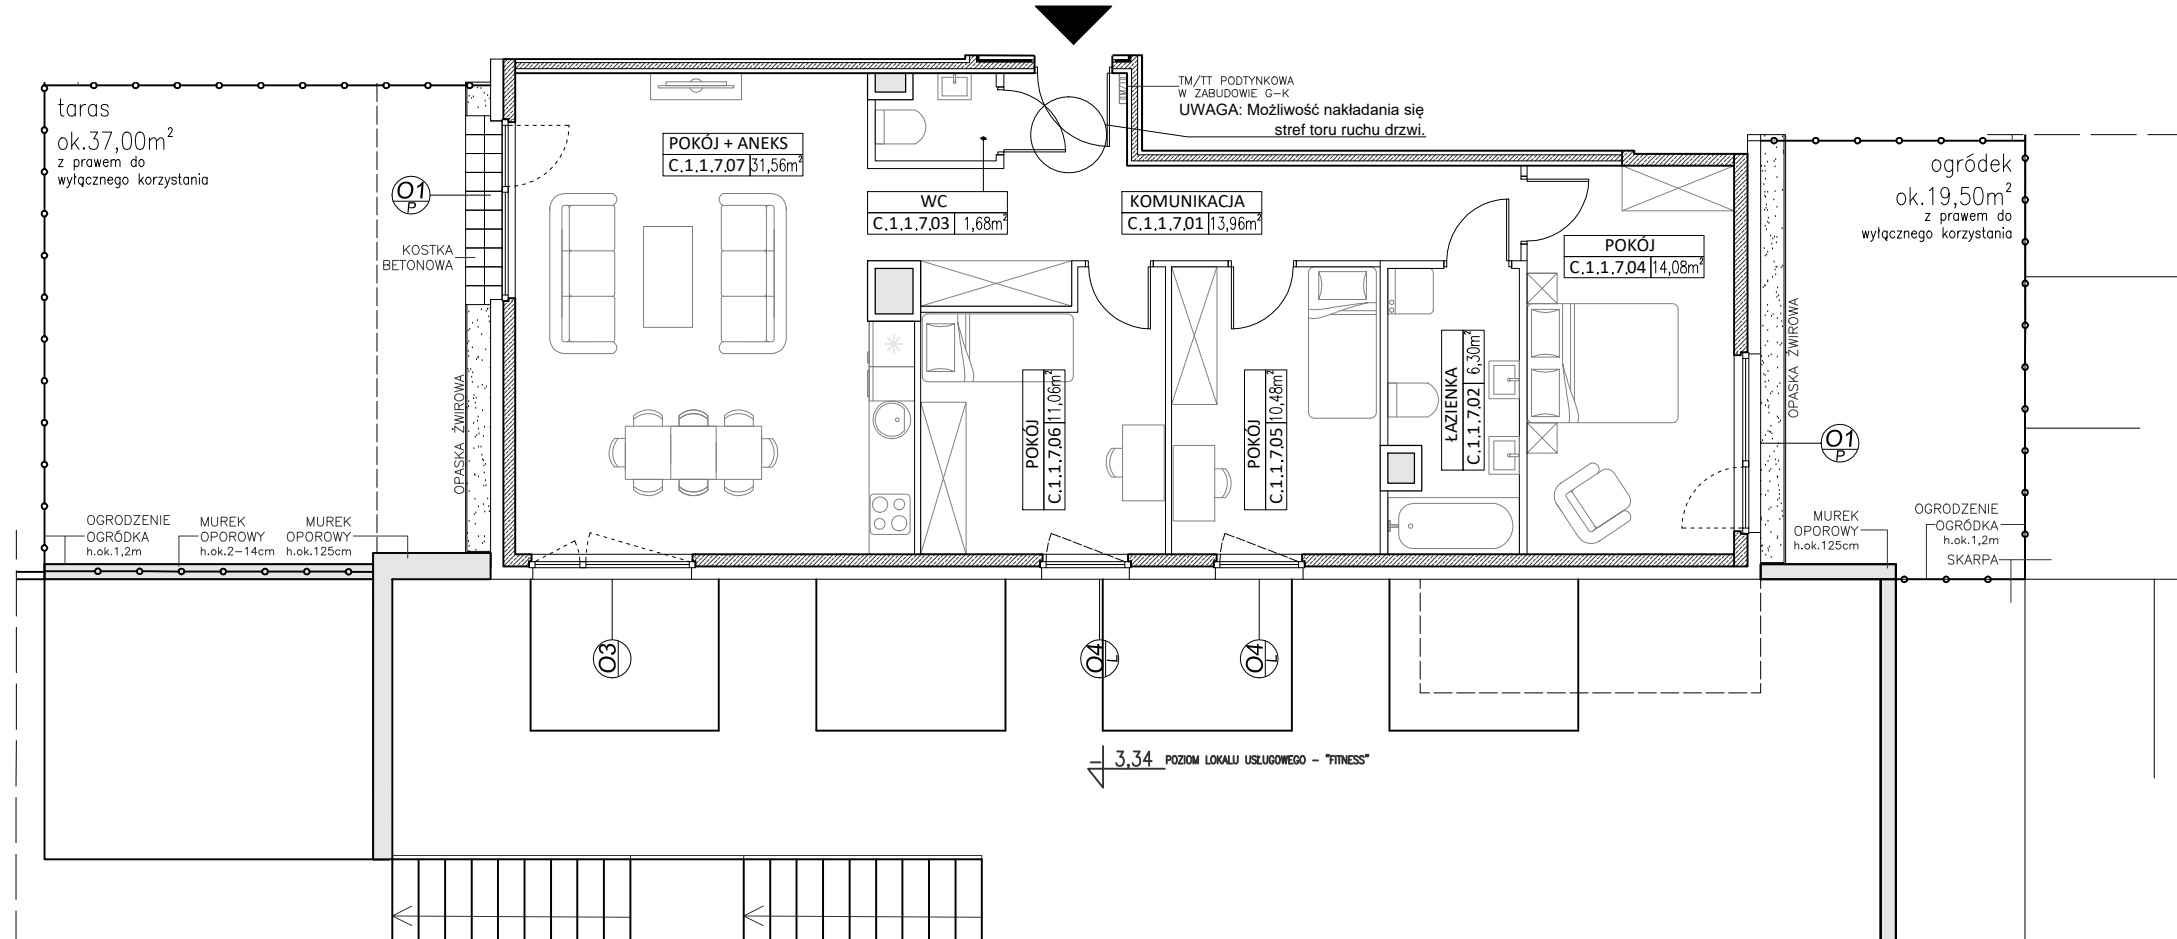 taras
ok.37,00m²
z prawem do
wyłącznego korzystania
KOSTKA
BETONOWA
O1
P
OPASKA ŻWIROWA
OGRODZENIE
OGRÓDKA
h.ok.1,2m
MUREK
OPOROWY
h.ok.2-14cm
MUREK
OPOROWY
h.ok.125cm
POKÓJ + ANEKS
C.1.1.7.07 31,56m²
WC
C.1.1.7.03 1,68m²
TM/TT PODTYNKOWA
W ZABUDOWIE G-K
UWAGA: Możliwość nakładania się
stref toru ruchu drzwi.
KOMUNIKACJA
C.1.1.7.01 13,96m²
POKÓJ
C.1.1.7.04 14,08m²
POKÓJ
C.1.1.7.06 11,06m²
POKÓJ
C.1.1.7.05 10,48m²
ŁAZIENKA
C.1.1.7.02 6,30m²
ogródek
ok.19,50m²
z prawem do
wyłącznego korzystania
OPASKA ŻWIROWA
O1
P
MUREK
OPOROWY
h.ok.125cm
OGRODZENIE
OGRÓDKA
h.ok.1,2m
SKARPA
O3
O4
L
O4
L
- 3,34 POZIOM LOKALU USŁUGOWEGO - "FITNESS"